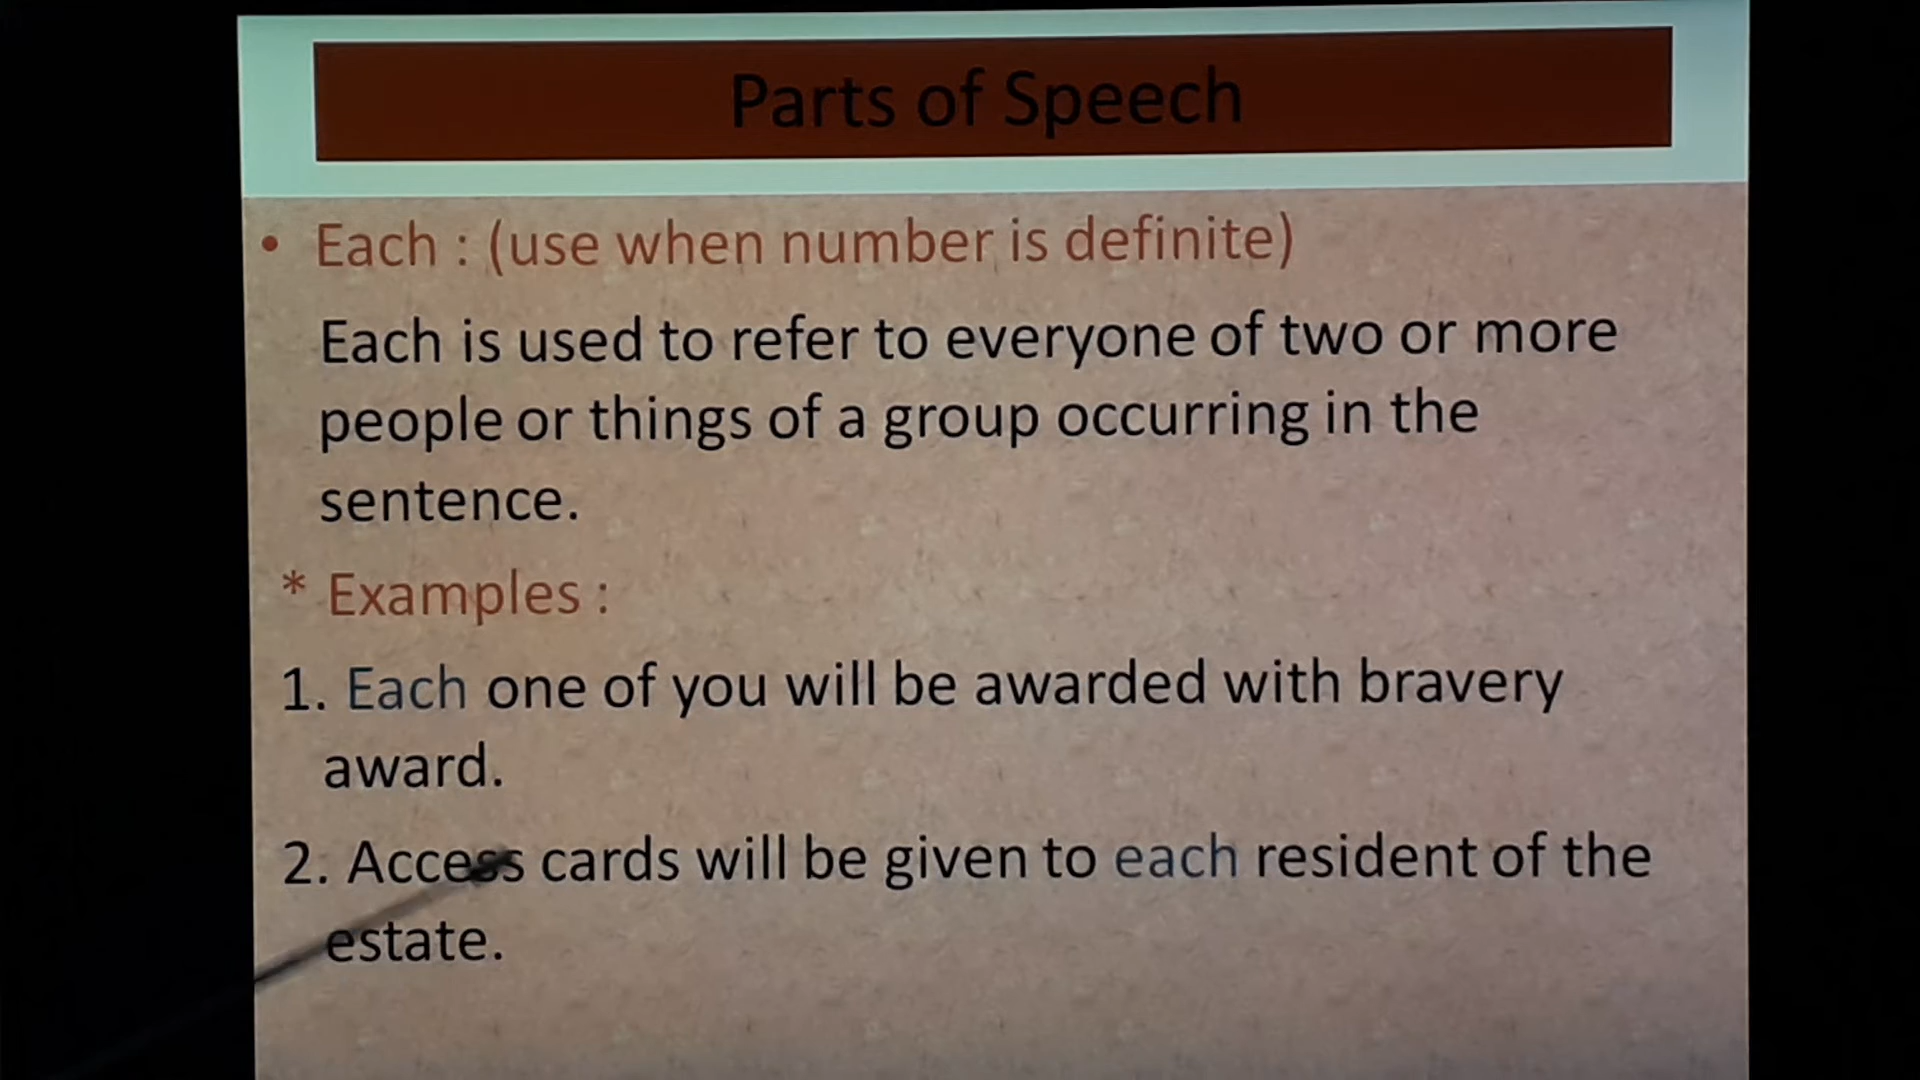 Parts of Speech
• Each : (use when number is definite)
Each is used to refer to everyone of two or more
people or things of a group occurring in the
sentence.
* Examples :
1. Each one of you will be awarded with bravery
award.
2. Access cards will be given to each resident of the
estate.